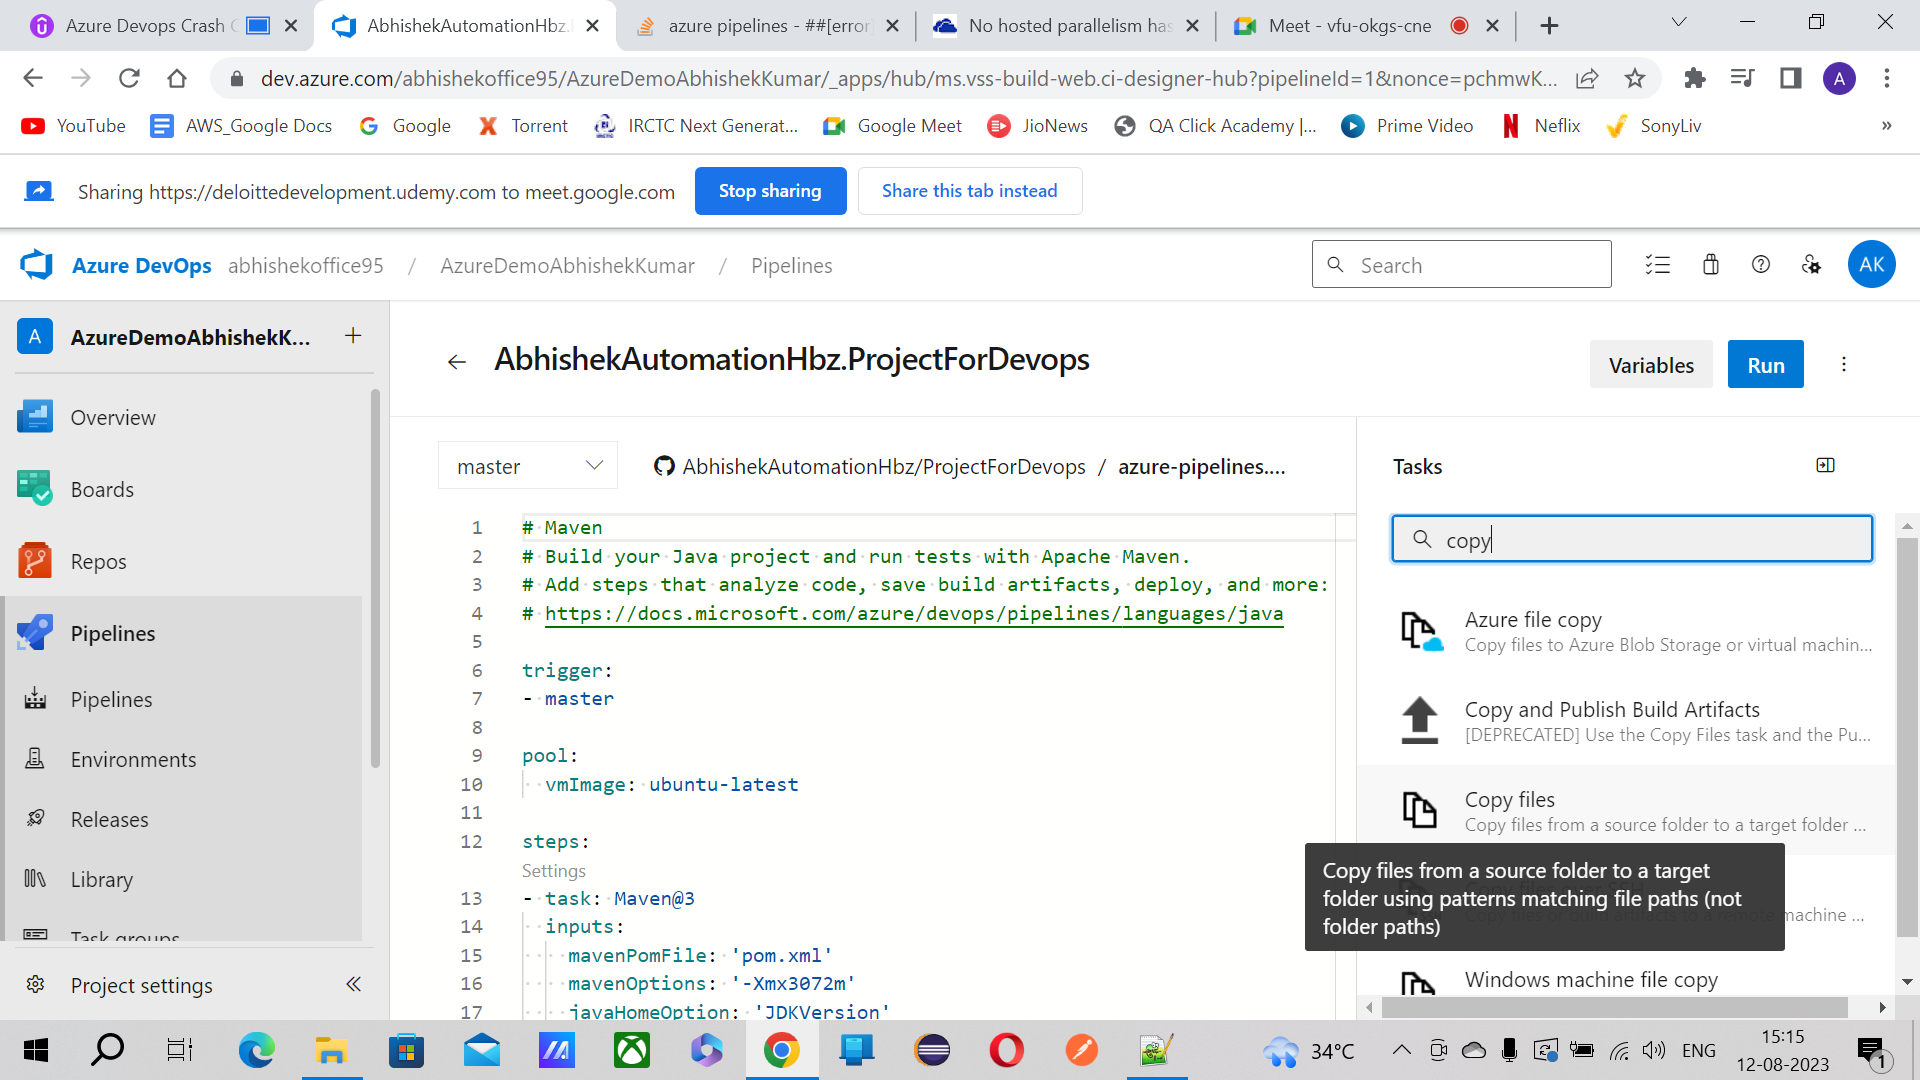 Azure Devops Crash C
AbhishekAutomationHbz.
azure pipelines - ##[error
No hosted parallelism has
Meet - vfu-okgs-cne
dev.azure.com/abhishekoffice95/AzureDemoAbhishekKumar/_apps/hub/ms.vss-build-web.ci-designer-hub?pipelineId=1&nonce=pchmwK...
A
YouTube
AWS_Google Docs
Google
Torrent
IRCTC Next Generat...
Google Meet
JioNews
QA Click Academy |...
Prime Video
Neflix
SonyLiv
»
Sharing https://deloittedevelopment.udemy.com to meet.google.com
Stop sharing
Share this tab instead
Azure DevOps
abhishekoffice95 / AzureDemoAbhishekKumar / Pipelines
Search
AK
A
AzureDemoAbhishekK...
Overview
Boards
Repos
Pipelines
Pipelines
Environments
Releases
Library
Task groups
Project settings
AbhishekAutomationHbz.ProjectForDevops
Variables
Run
master
AbhishekAutomationHbz/ProjectForDevops / azure-pipelines....
1 # Maven
2 # Build your Java project and run tests with Apache Maven.
3 # Add steps that analyze code, save build artifacts, deploy, and more:
4 # https://docs.microsoft.com/azure/devops/pipelines/languages/java
5
6 trigger:
7 - master
8
9 pool:
10 vmImage: ubuntu-latest
11
12 steps:
Settings
13 - task: Maven@3
14 inputs:
15 mavenPomFile: 'pom.xml'
16 mavenOptions: '-Xmx3072m'
17 javaHomeOption: 'JDKVersion'
Tasks
copy
Azure file copy
Copy files to Azure Blob Storage or virtual machin...
Copy and Publish Build Artifacts
[DEPRECATED] Use the Copy Files task and the Pu...
Copy files
Copy files from a source folder to a target folder ...
Copy files from a source folder to a target
folder using patterns matching file paths (not
folder paths)
machine ...
Windows machine file copy
34°C
ENG
15:15
12-08-2023
1